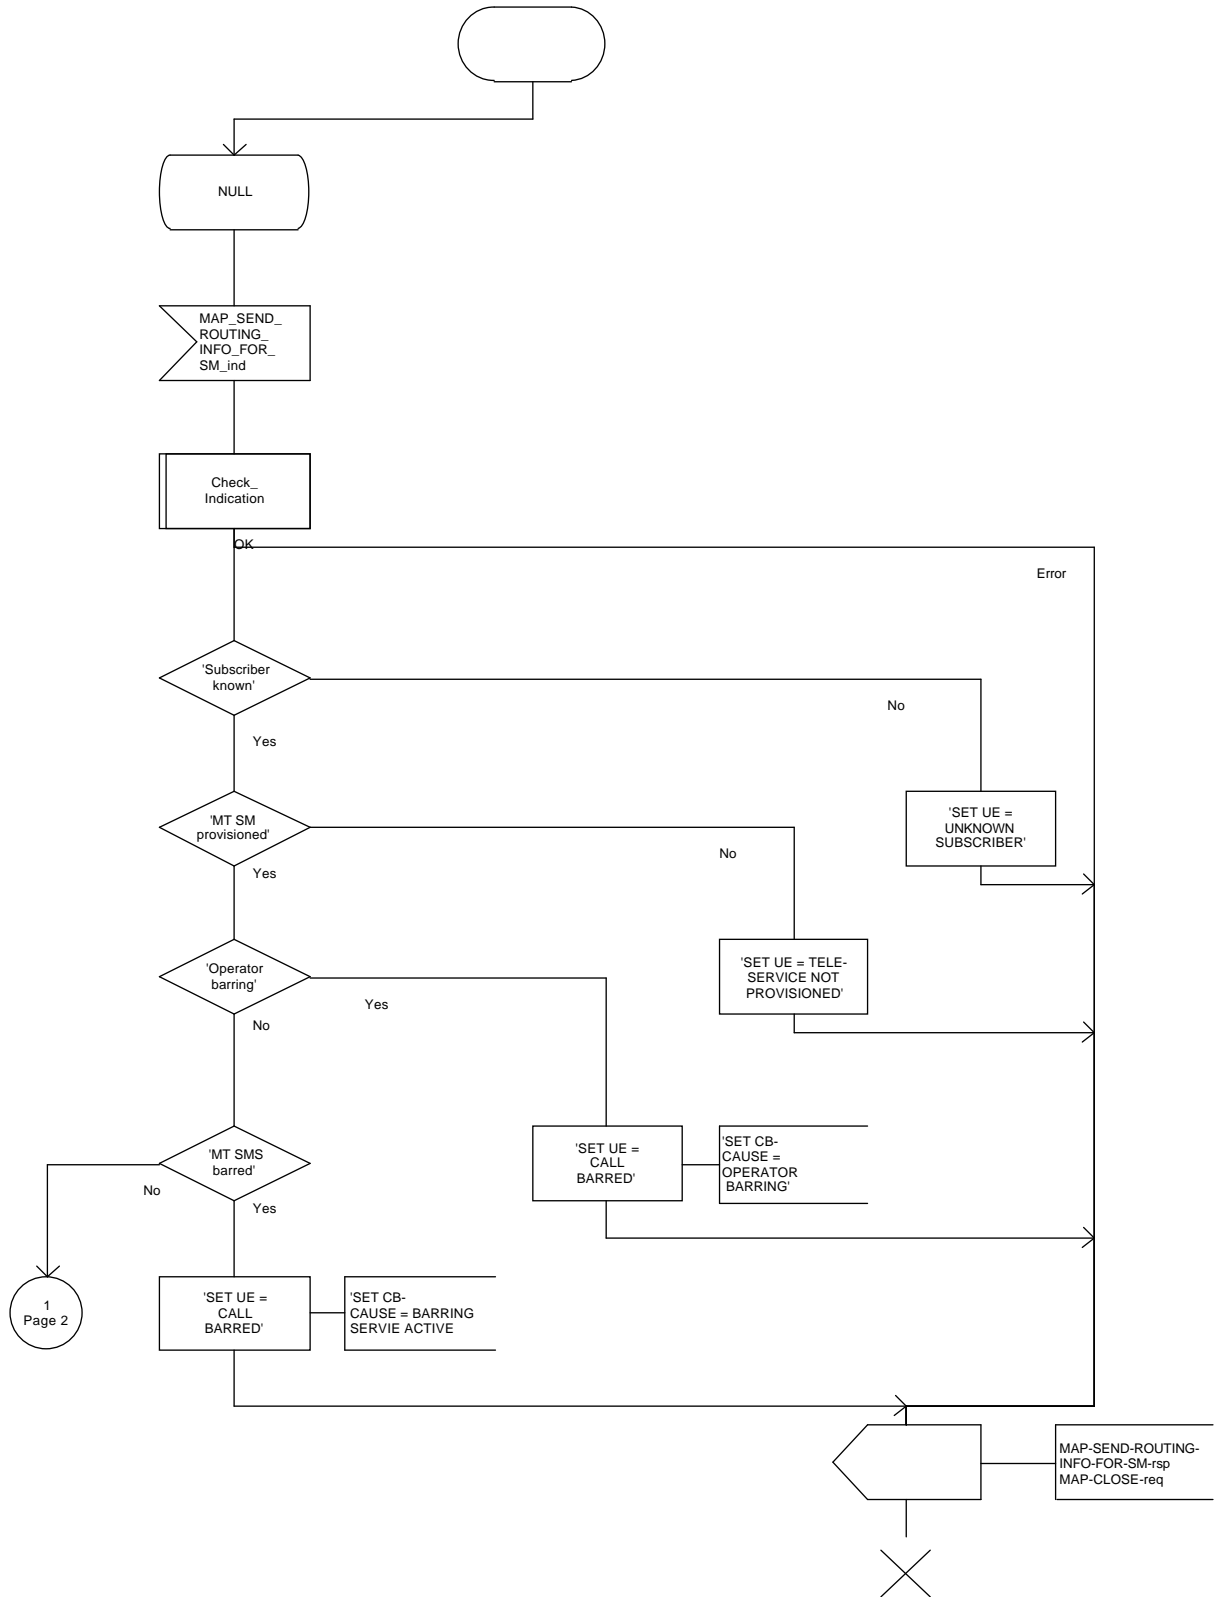 NULL
MAP_SEND_
ROUTING_
INFO_FOR_
SM_ind
Check_
Indication
OK
Error
'Subscriber
known'
No
Yes
'MT SM
provisioned'
No
Yes
'SET UE =
UNKNOWN
SUBSCRIBER'
'Operator
barring'
Yes
No
'SET UE = TELE-
SERVICE NOT
PROVISIONED'
'MT SMS
barred'
No
Yes
'SET UE =
CALL
BARRED'
'SET CB-
CAUSE =
OPERATOR
BARRING'
1
Page 2
'SET UE =
CALL
BARRED'
'SET CB-
CAUSE = BARRING
SERVIE ACTIVE
MAP-SEND-ROUTING-
INFO-FOR-SM-rsp
MAP-CLOSE-req